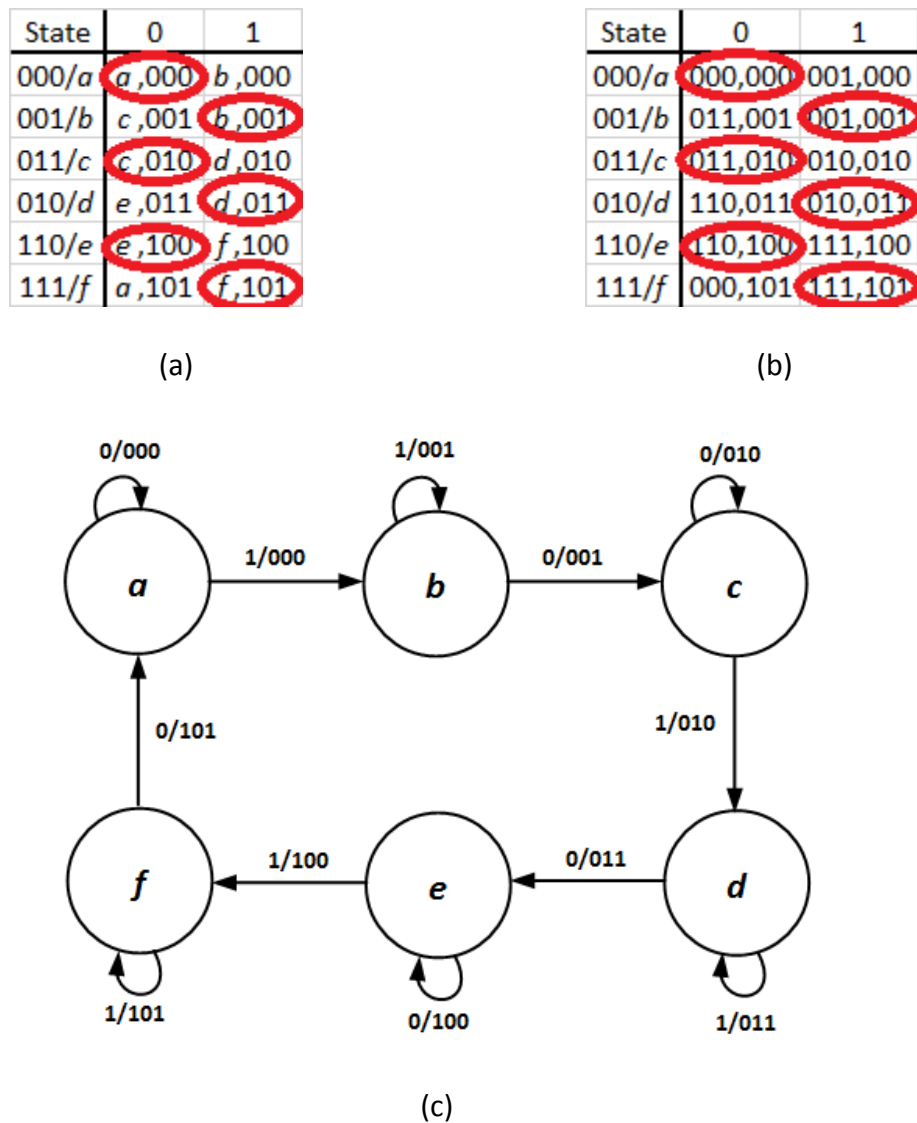 State 0 1
000/a a,000 b,000
001/b c,001 b,001
011/c c,010 d,010
010/d e,011 d,011
110/e e,100 f,100
111/f a,101 f,101
(a)
State 0 1
000/a 000,000 001,000
001/b 011,001 001,001
011/c 011,010 010,010
010/d 110,011 010,011
110/e 110,100 111,100
111/f 000,101 111,101
(b)
0/000 1/001 0/010
a 1/000 b 0/001 c
0/101 1/010
f 1/100 e 0/011 d
1/101 0/100 1/011
(c)